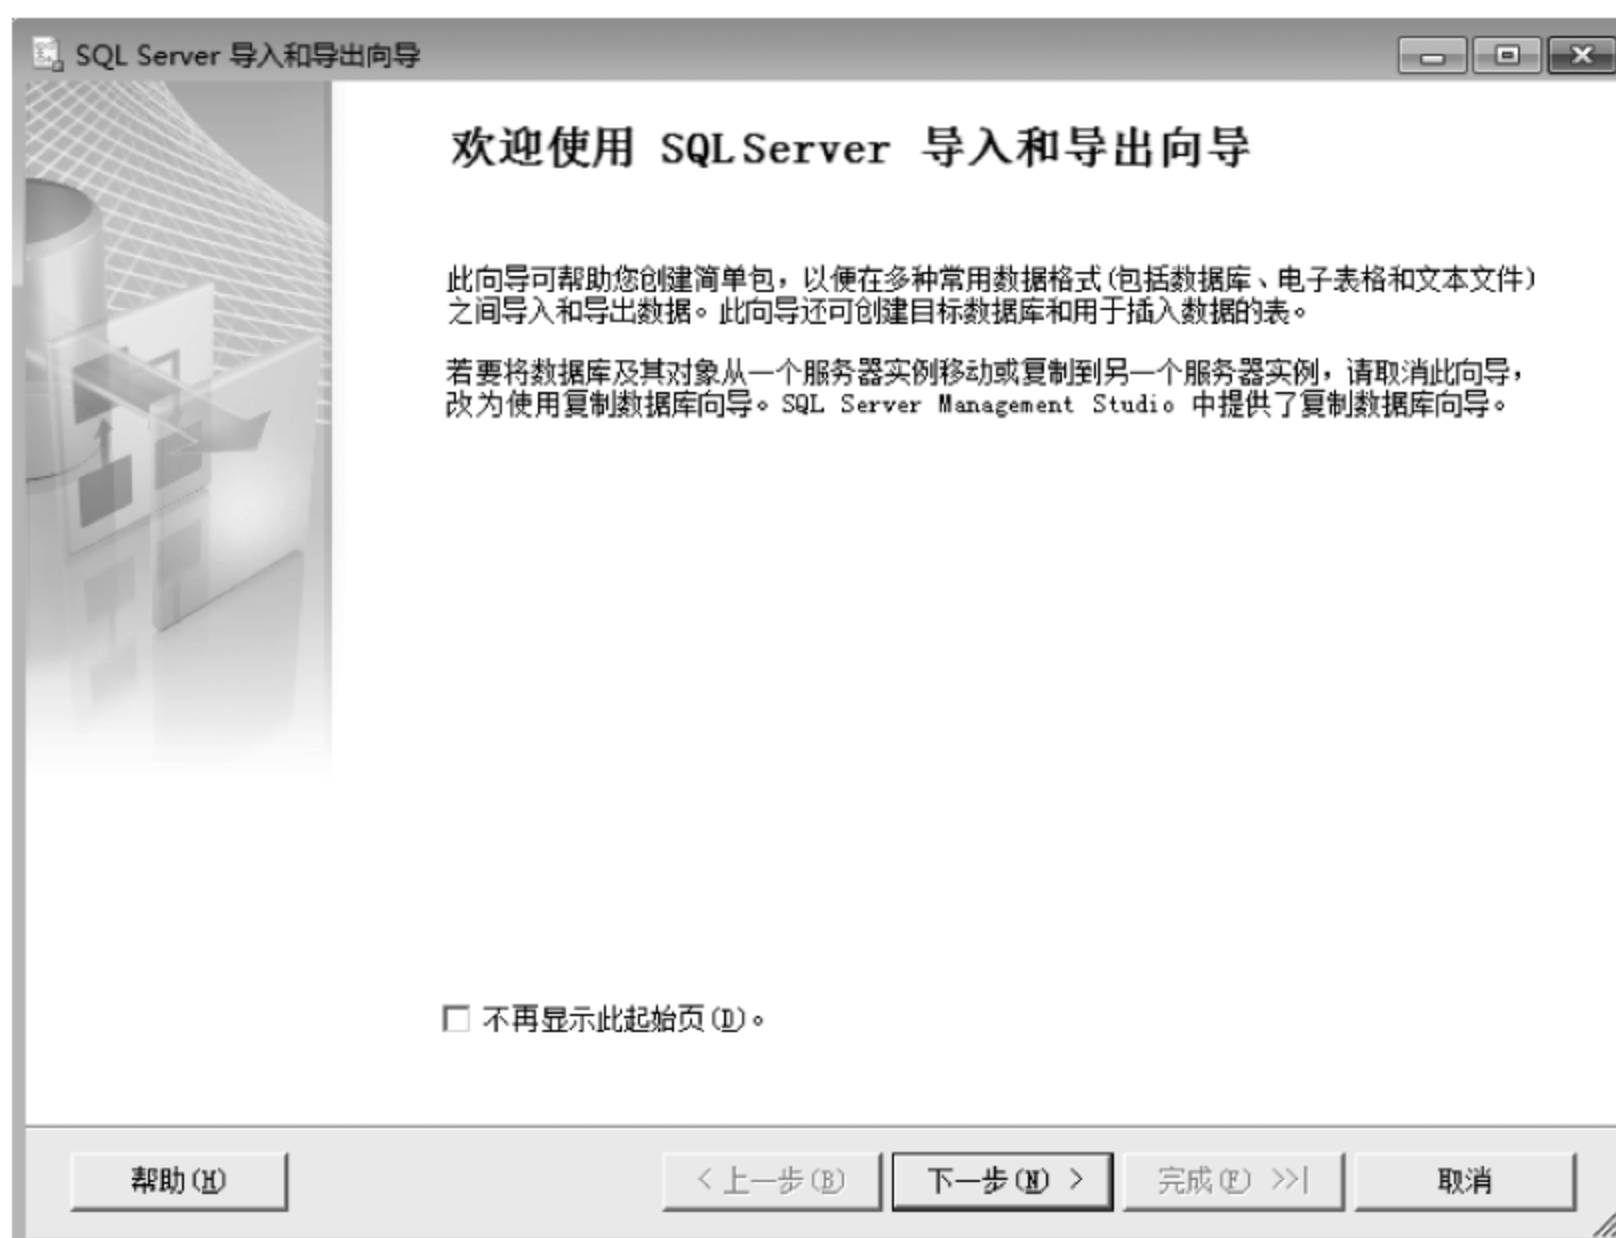 SQL Server 导入和导出向导
欢迎使用 SQL Server 导入和导出向导
此向导可帮助您创建简单包，以便在多种常用数据格式(包括数据库、电子表格和文本文件)
之间导入和导出数据。此向导还可创建目标数据库和用于插入数据的表。
若要将数据库及其对象从一个服务器实例移动或复制到另一个服务器实例，请取消此向导，
改为使用复制数据库向导。SQL Server Management Studio 中提供了复制数据库向导。
不再显示此起始页(D)。
帮助(H) < 上一步(B) 下一步(N) > 完成(F) >>| 取消